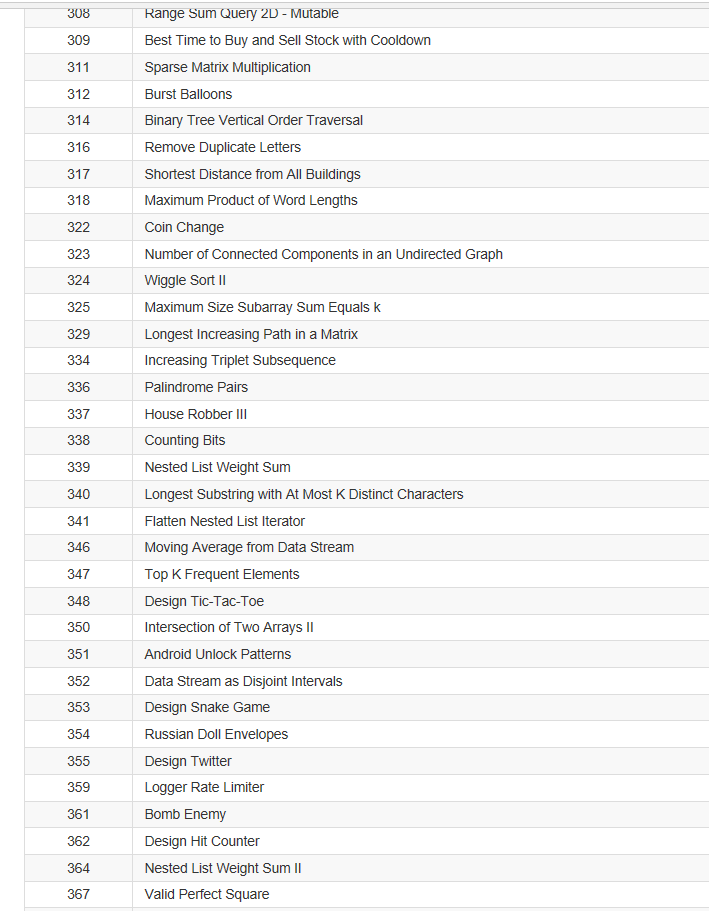 308 Range Sum Query 2D - Mutable
309 Best Time to Buy and Sell Stock with Cooldown
311 Sparse Matrix Multiplication
312 Burst Balloons
314 Binary Tree Vertical Order Traversal
316 Remove Duplicate Letters
317 Shortest Distance from All Buildings
318 Maximum Product of Word Lengths
322 Coin Change
323 Number of Connected Components in an Undirected Graph
324 Wiggle Sort II
325 Maximum Size Subarray Sum Equals k
329 Longest Increasing Path in a Matrix
334 Increasing Triplet Subsequence
336 Palindrome Pairs
337 House Robber III
338 Counting Bits
339 Nested List Weight Sum
340 Longest Substring with At Most K Distinct Characters
341 Flatten Nested List Iterator
346 Moving Average from Data Stream
347 Top K Frequent Elements
348 Design Tic-Tac-Toe
350 Intersection of Two Arrays II
351 Android Unlock Patterns
352 Data Stream as Disjoint Intervals
353 Design Snake Game
354 Russian Doll Envelopes
355 Design Twitter
359 Logger Rate Limiter
361 Bomb Enemy
362 Design Hit Counter
364 Nested List Weight Sum II
367 Valid Perfect Square